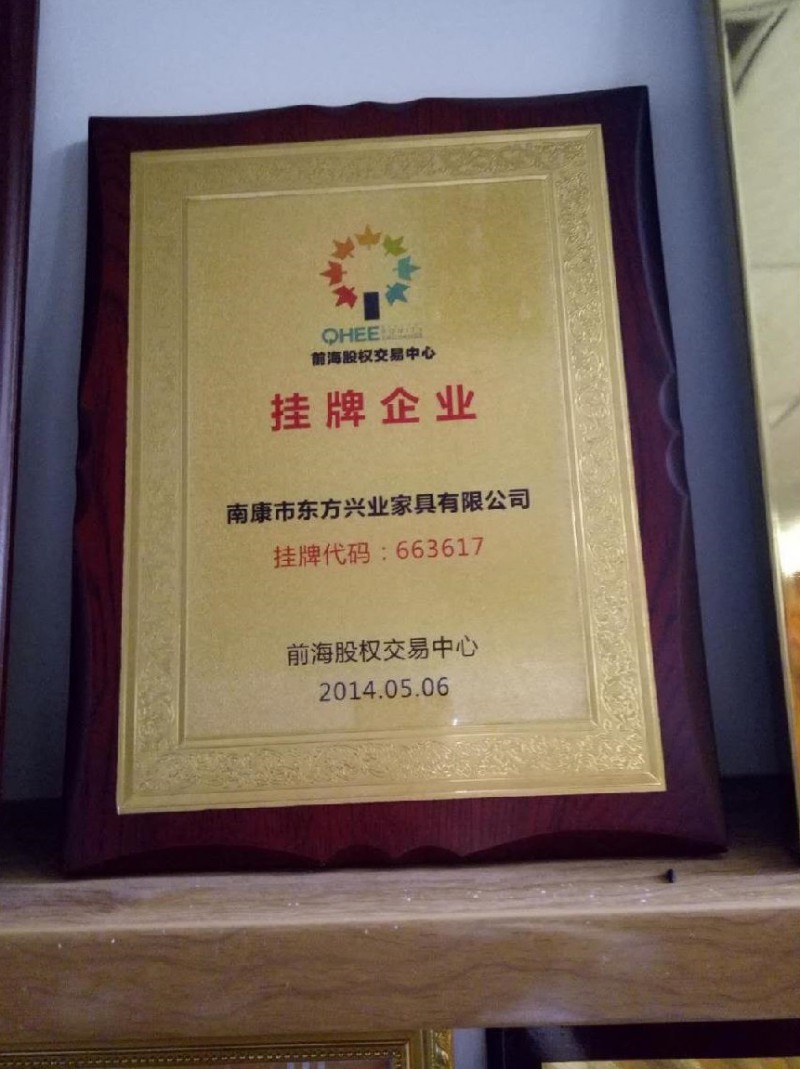 QHEE
前海股权交易中心
挂牌企业
南康市东方兴业家具有限公司
挂牌代码：663617
前海股权交易中心
2014.05.06